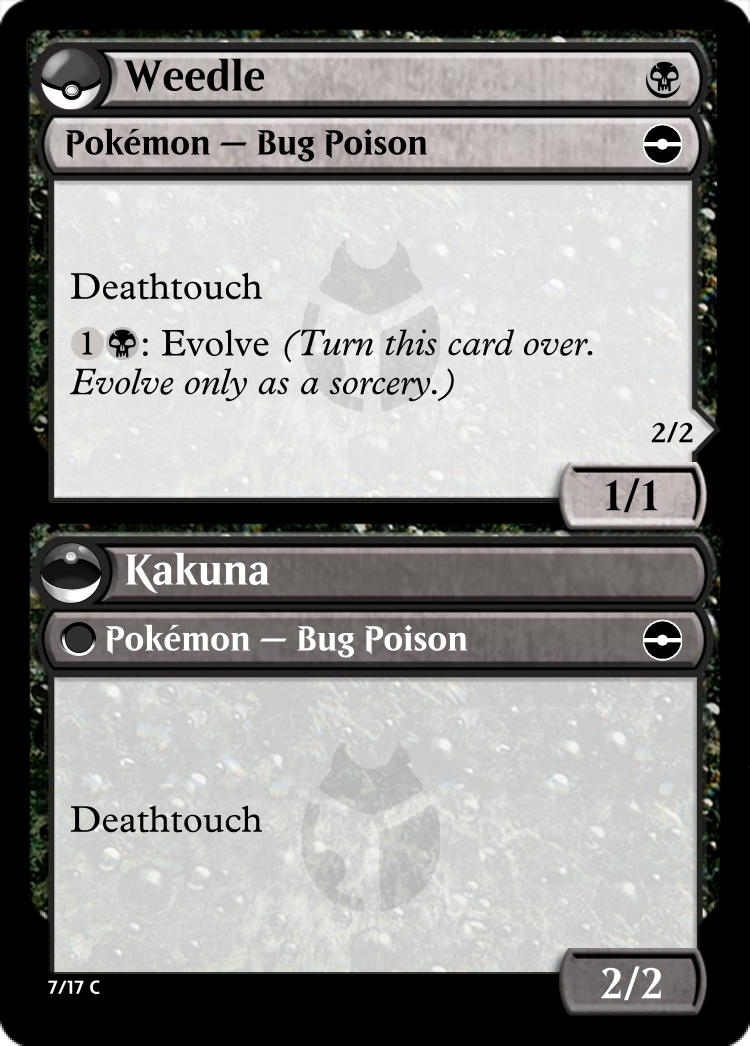 Weedle
Pokémon — Bug Poison
Deathtouch
1 : Evolve (Turn this card over.
Evolve only as a sorcery.)
2/2
1/1
Kakuna
Pokémon — Bug Poison
Deathtouch
7/17 C
2/2